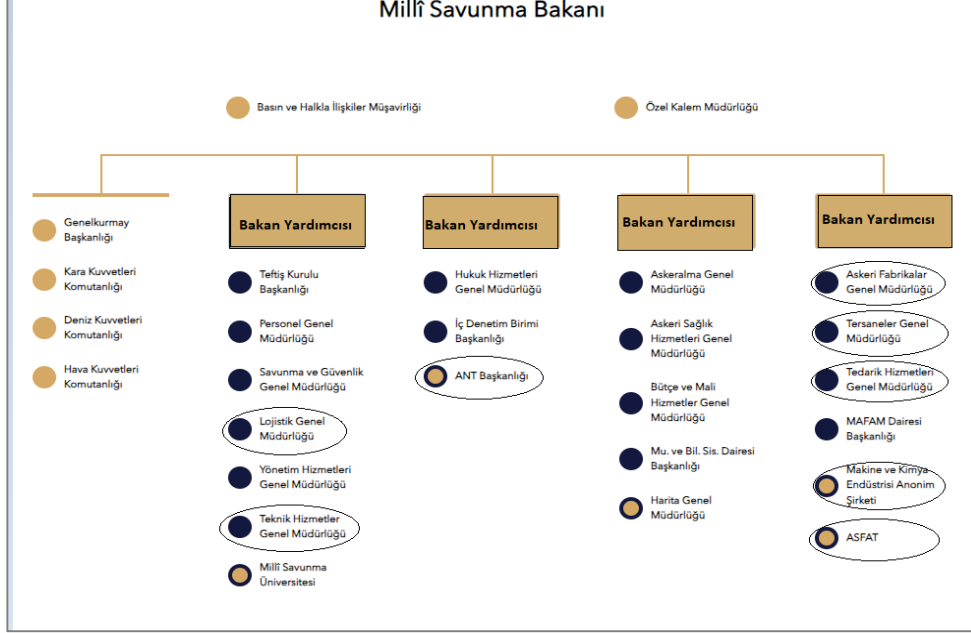 Millî Savunma Bakanı
Basın ve Halkla İlişkiler Müşavirliği
Özel Kalem Müdürlüğü
Genelkurmay
Başkanlığı
Kara Kuvvetleri
Komutanlığı
Deniz Kuvvetleri
Komutanlığı
Hava Kuvvetleri
Komutanlığı
Bakan Yardımcısı
Teftiş Kurulu
Başkanlığı
Personel Genel
Müdürlüğü
Savunma ve Güvenlik
Genel Müdürlüğü
Lojistik Genel
Müdürlüğü
Yönetim Hizmetleri
Genel Müdürlüğü
Teknik Hizmetler
Genel Müdürlüğü
Millî Savunma
Üniversitesi
Bakan Yardımcısı
Hukuk Hizmetleri
Genel Müdürlüğü
İç Denetim Birimi
Başkanlığı
ANT Başkanlığı
Bakan Yardımcısı
Askeralma Genel
Müdürlüğü
Askeri Sağlık
Hizmetleri Genel
Müdürlüğü
Bütçe ve Mali
Hizmetler Genel
Müdürlüğü
Mu. ve Bil. Sis. Dairesi
Başkanlığı
Harita Genel
Müdürlüğü
Bakan Yardımcısı
Askeri Fabrikalar
Genel Müdürlüğü
Tersaneler Genel
Müdürlüğü
Tedarik Hizmetleri
Genel Müdürlüğü
MAFAM Dairesi
Başkanlığı
Makine ve Kimya
Endüstrisi Anonim
Şirketi
ASFAT